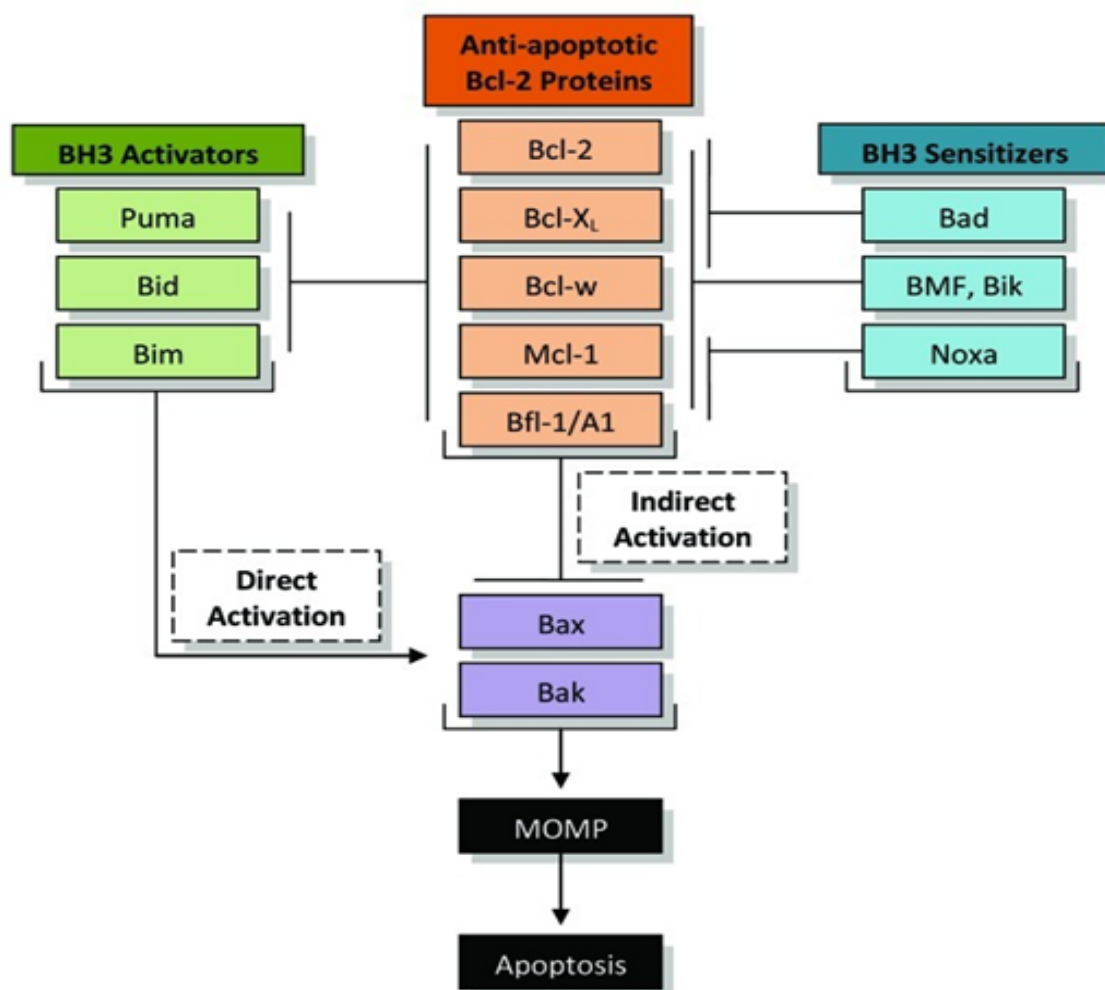 Anti-apoptotic
Bcl-2 Proteins
BH3 Activators
Puma
Bid
Bim
Bcl-2
Bcl-X_L
Bcl-w
Mcl-1
Bfl-1/A1
BH3 Sensitizers
Bad
BMF, Bik
Noxa
Indirect
Activation
Direct
Activation
Bax
Bak
MOMP
Apoptosis